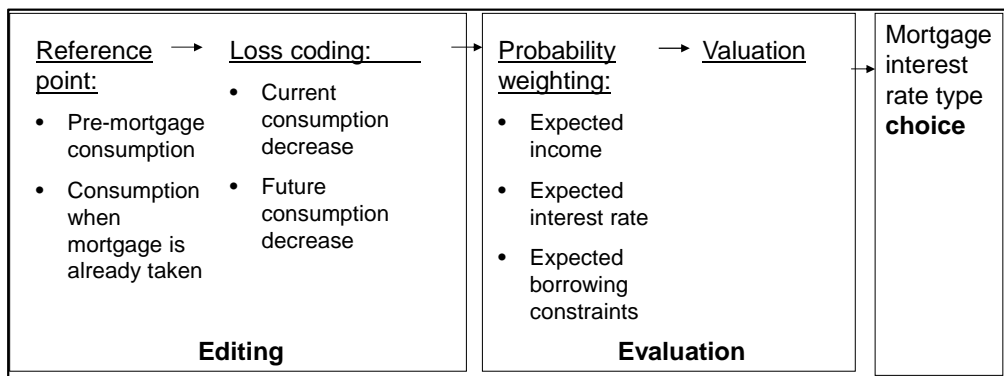 Reference
point:
• Pre-mortgage
consumption
• Consumption
when
mortgage is
already taken
Loss coding:
• Current
consumption
decrease
• Future
consumption
decrease
Editing
Probability
weighting:
• Expected
income
• Expected
interest rate
• Expected
borrowing
constraints
Valuation
Evaluation
Mortgage
interest
rate type
choice